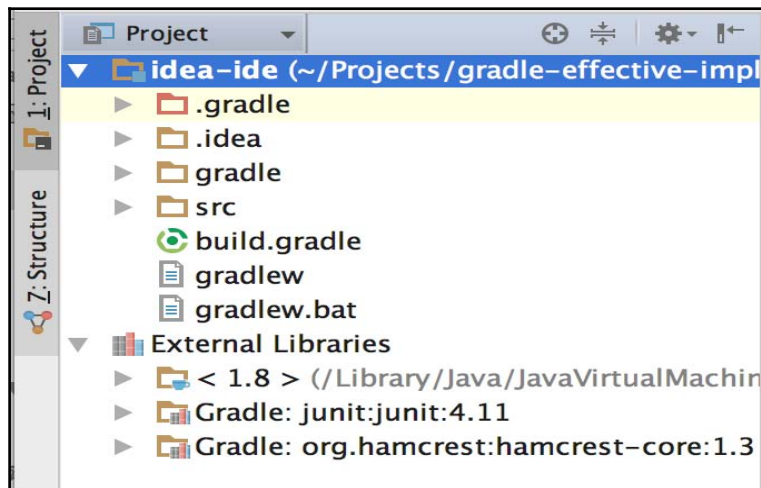 Project
1: Project
idea-ide (~/Projects/gradle-effective-impl
.gradle
.idea
gradle
src
build.gradle
gradlew
gradlew.bat
7: Structure
External Libraries
< 1.8 > (/Library/Java/JavaVirtualMachin
Gradle: junit:junit:4.11
Gradle: org.hamcrest:hamcrest-core:1.3